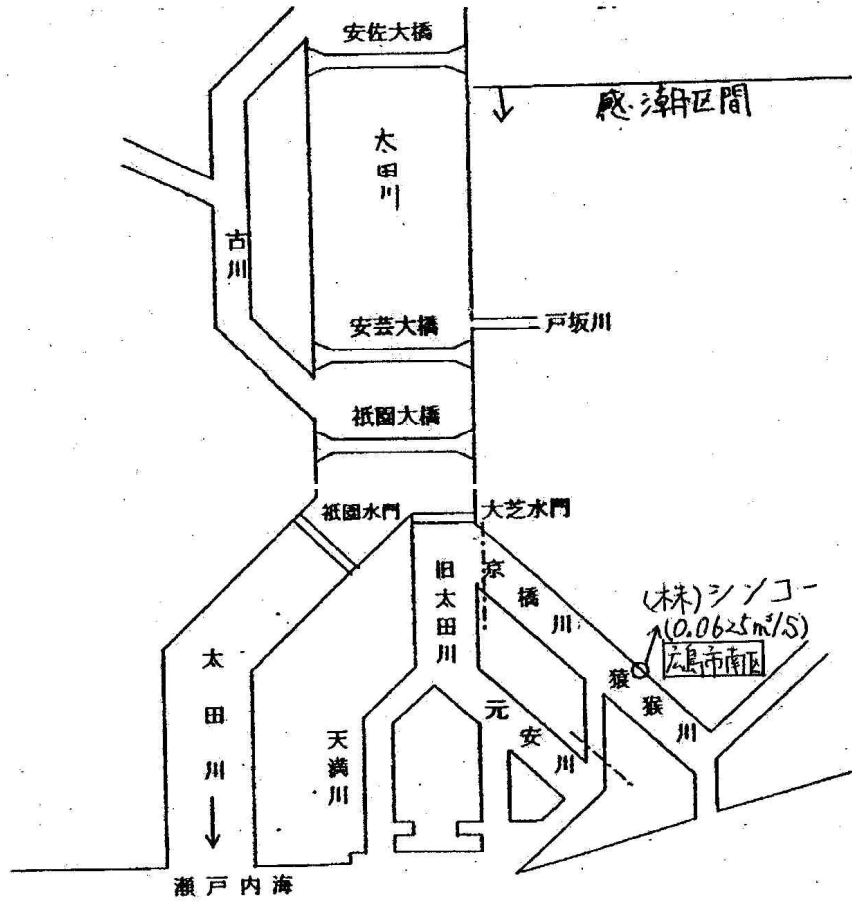 安佐大橋
感潮区間
太田川
古川
安芸大橋
戸坂川
祇園大橋
祇園水門
大芝水門
旧太田川
京橋川
(株)シンコー
(0.0625m³/S)
広島市南区
猿猴川
太田川
天満川
元安川
瀬戸内海